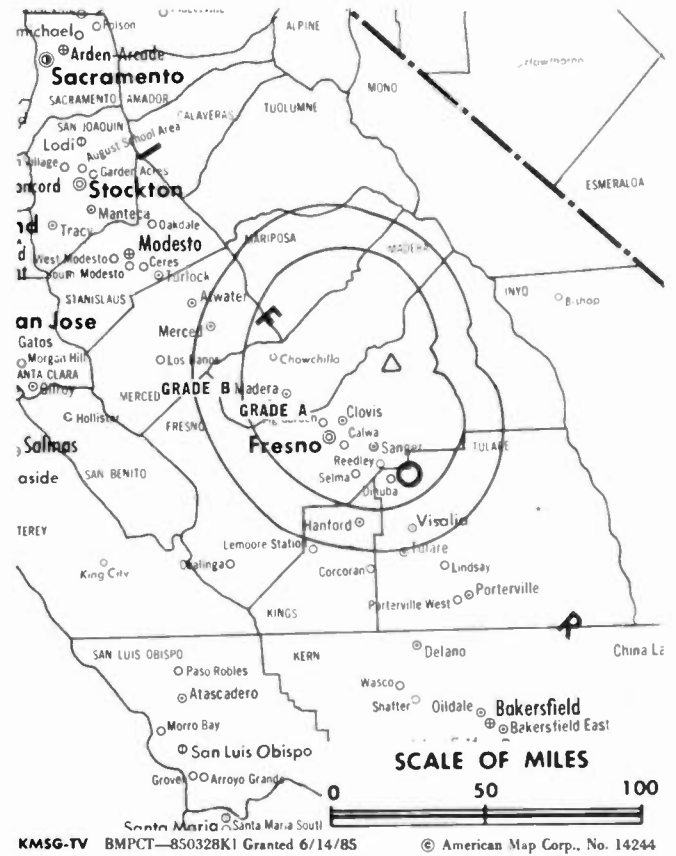 michael
Folson
ALPINE
Arden-Arcade
Hawthorn
Sacramento
MONO
SACRAMENTO AMADOR
TUOLUMNE
CALAVERAS
SAN JOAQUIN
Lodi
August School Area
Village
Garden Acres
oncord
Stockton
ESMERALDA
Manteca
nd
Tracy
Oakdale
MARIPOSA
MADERA
d
Modesto
West Modesto
Ceres
South Modesto
Turlock
INYO
STANISLAUS
Atwater
Bishop
an Jose
Merced
Gatos
Morgan Hill
Los Banos
Chowchilla
ANTA CLARA
GRADE B Madera
Gilroy
MERCED
GRADE A
Hollister
FRESNO
Clovis
Calwa
Salinas
Fresno
Sanger
TULARE
Reedley
aside
SAN BENITO
Selma
Dinuba
Hanford
Visalia
TEREY
Lemoore Station
Tulare
King City
Coalinga
Corcoran
Lindsay
Porterville West
Porterville
KINGS
SAN LUIS OBISPO
KERN
Delano
China La
Paso Robles
Wasco
Atascadero
Shafter
Oildale
Bakersfield
Bakersfield East
Morro Bay
San Luis Obispo
SCALE OF MILES
Grover
Arroyo Grande
0 50 100
Santa Maria
Santa Maria South
KMSG-TV BMPCT—850328KI Granted 6/14/85 © American Map Corp., No. 14244